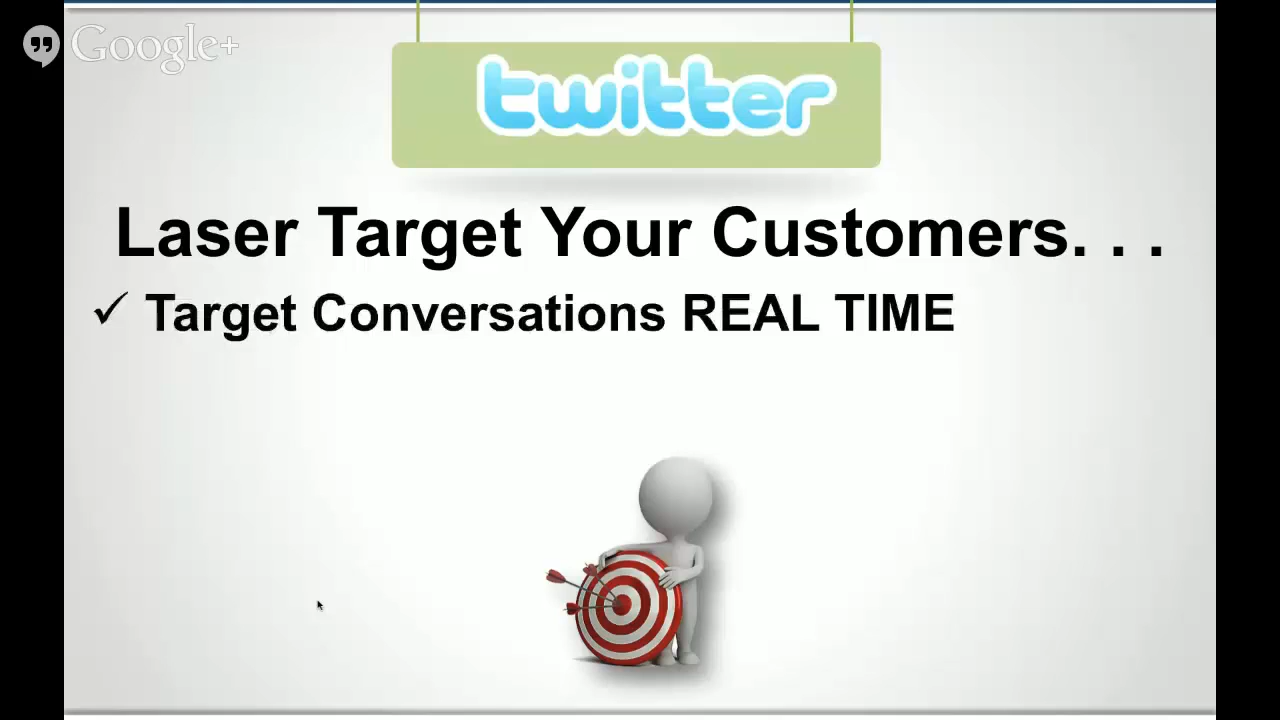 Google+
twitter
Laser Target Your Customers. . .
✓ Target Conversations REAL TIME